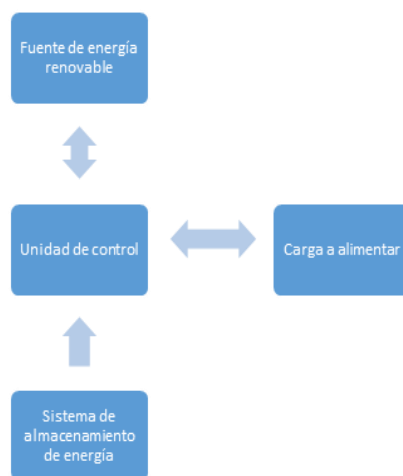 Fuente de energía
renovable
Unidad de control
Carga a alimentar
Sistema de
almacenamiento
de energía